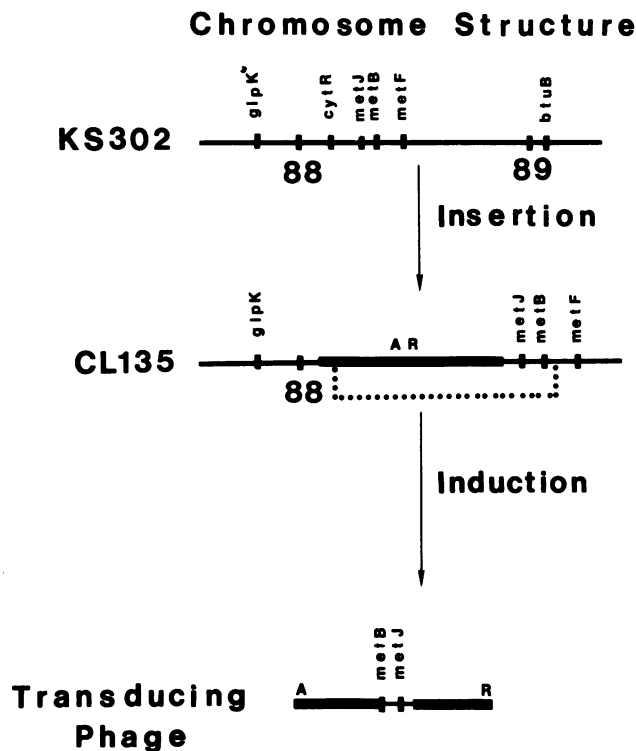 Chromosome Structure
glpK
cytR
metJ
metB
metF
btuB
KS302
88
89
Insertion
glpK
A R
metJ
metB
metF
CL135
88
Induction
metB
metJ
A
R
Transducing
Phage